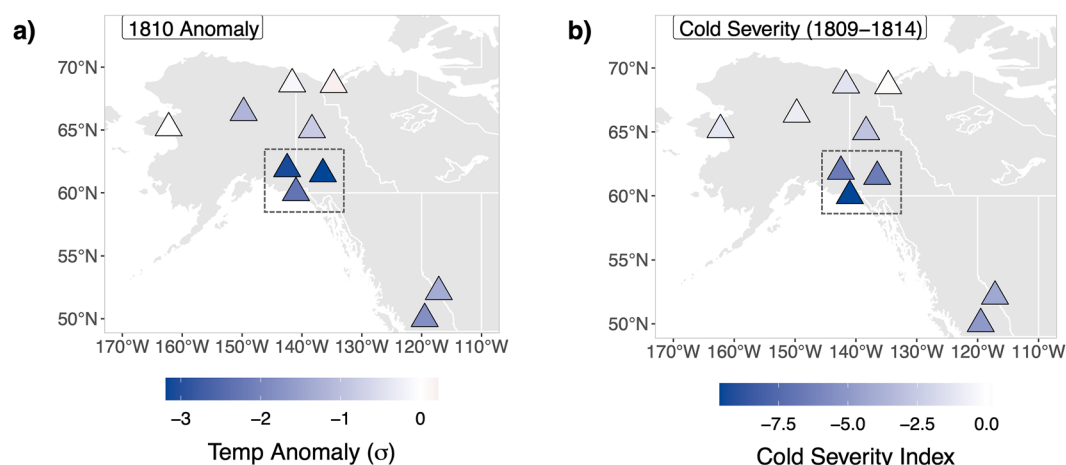 a)
1810 Anomaly
70°N
65°N
60°N
55°N
50°N
170°W 160°W 150°W 140°W 130°W 120°W 110°W
−3 −2 −1 0
Temp Anomaly (σ)
b)
Cold Severity (1809−1814)
70°N
65°N
60°N
55°N
50°N
170°W 160°W 150°W 140°W 130°W 120°W 110°W
−7.5 −5.0 −2.5 0.0
Cold Severity Index